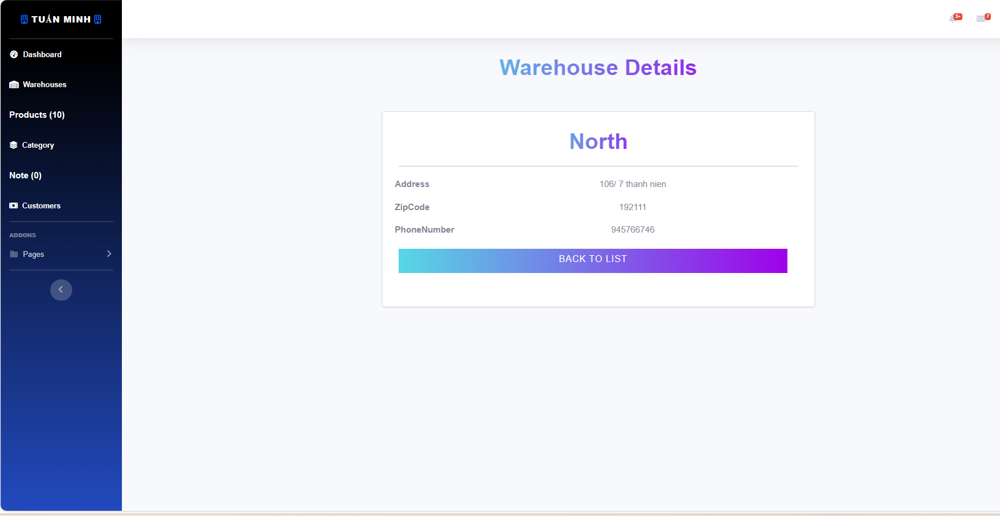 TUẤN MINH
Dashboard
Warehouses
Products (10)
Category
Note (0)
Customers
ADDONS
Pages
3+
7
Warehouse Details
North
Address 106/ 7 thanh nien
ZipCode 192111
PhoneNumber 945766746
BACK TO LIST